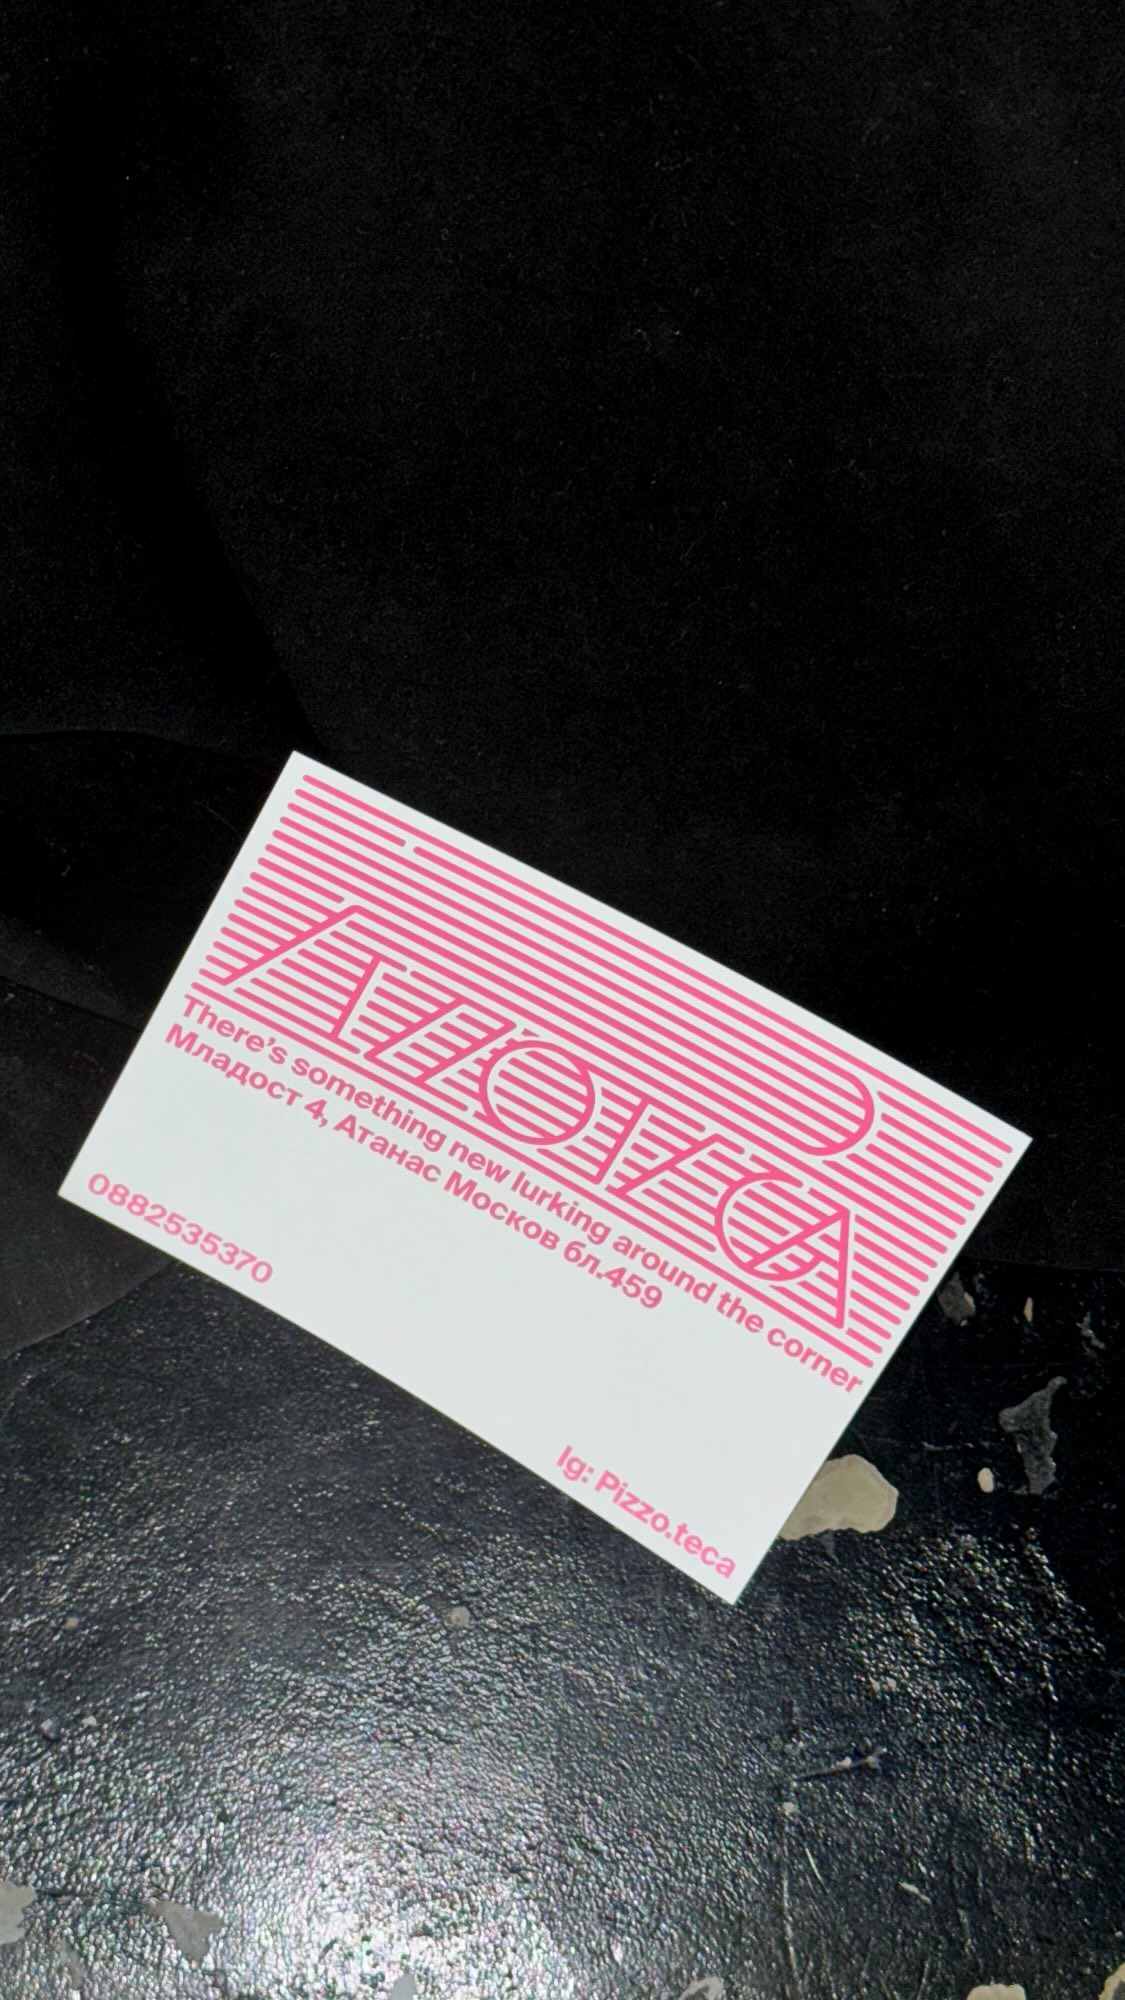 There's something new lurking around the corner
Младост 4, Атанас Москов бл.459
0882535370
Ig: Pizzo.teca